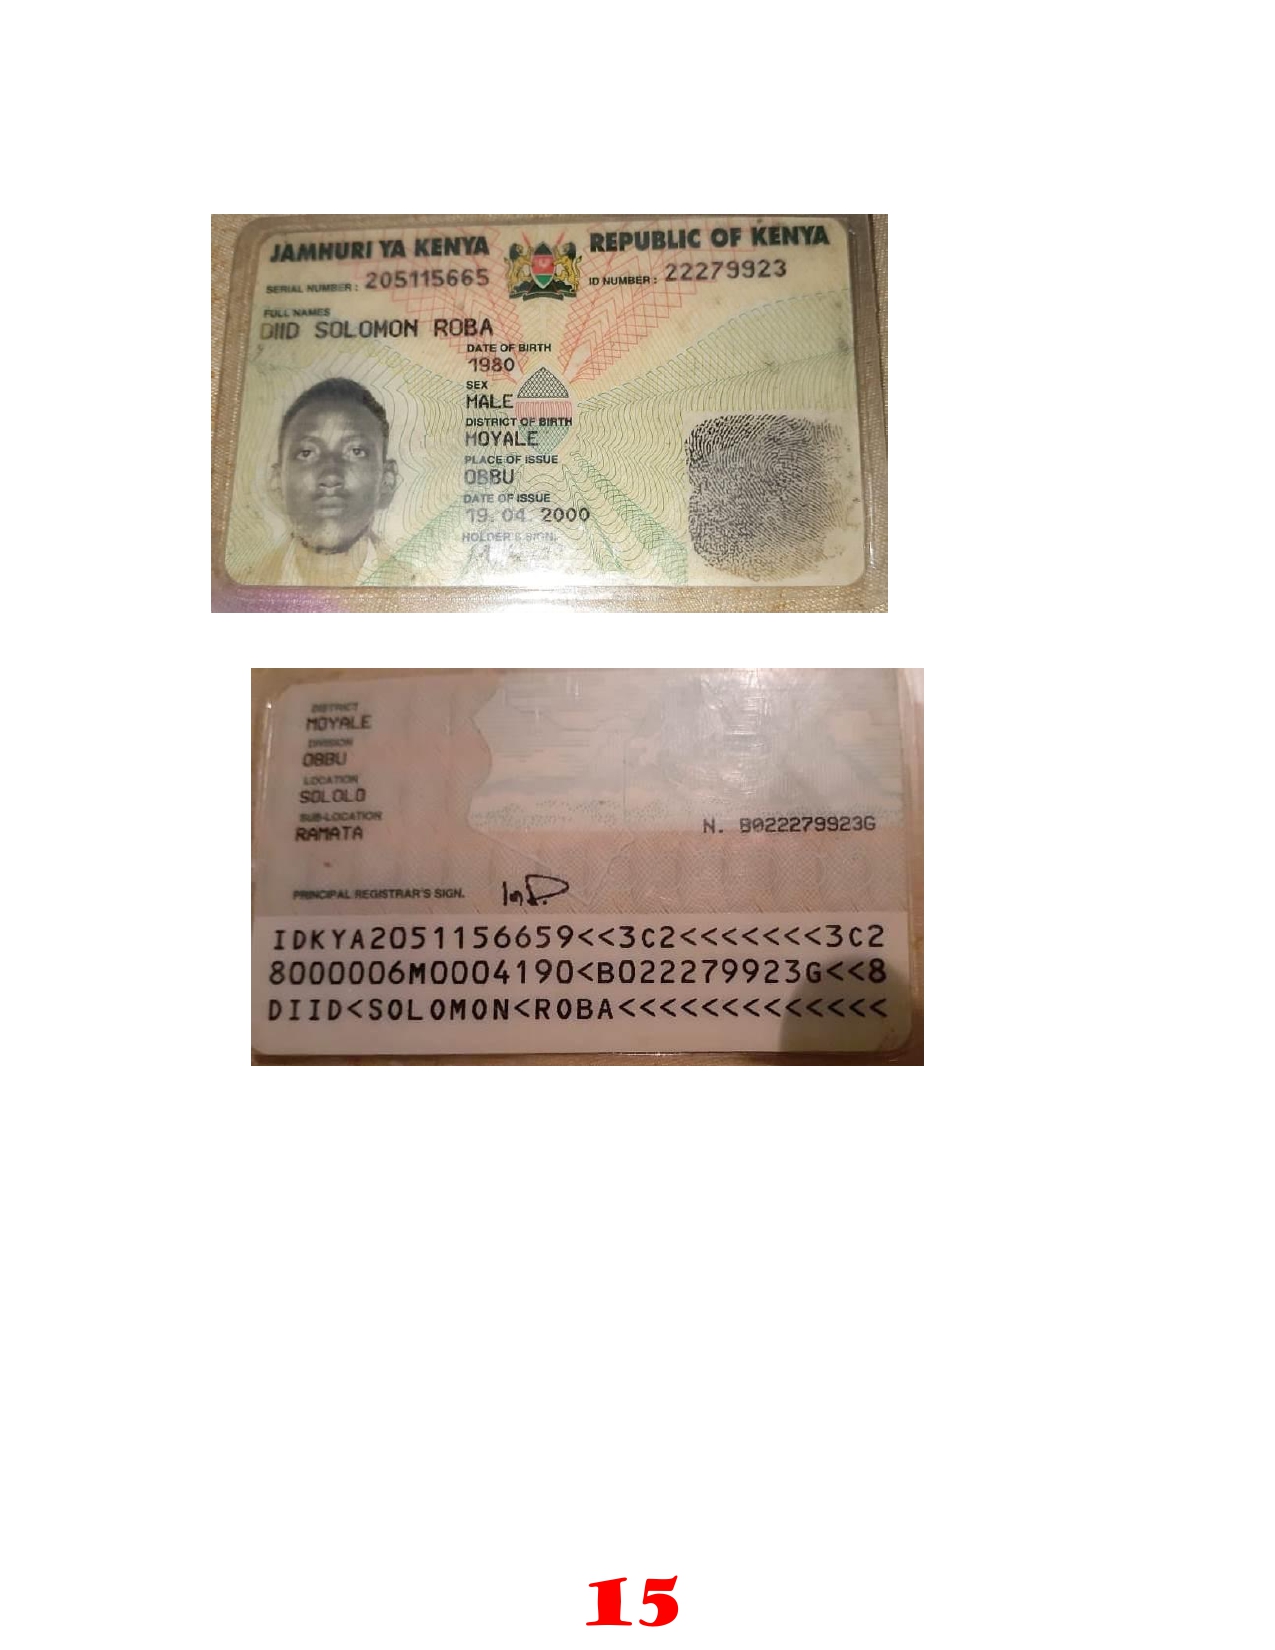 JAMHURI YA KENYA
REPUBLIC OF KENYA
SERIAL NUMBER : 205115665
ID NUMBER : 22279923
FULL NAMES
DIID SOLOMON ROBA
DATE OF BIRTH
1980
SEX
MALE
DISTRICT OF BIRTH
MOYALE
PLACE OF ISSUE
OBBU
DATE OF ISSUE
19. 04. 2000
HOLDER'S SIGN.
DISTRICT
MOYALE
DIVISION
OBBU
LOCATION
SOLOLO
SUB-LOCATION
RAMATA
N. B022279923G
PRINCIPAL REGISTRAR'S SIGN.
IDKYA2051156659<<3C2<<<<<<<3C2
8000006M0004190<B022279923G<<8
DIID<SOLOMON<ROBA<<<<<<<<<<<<<
15